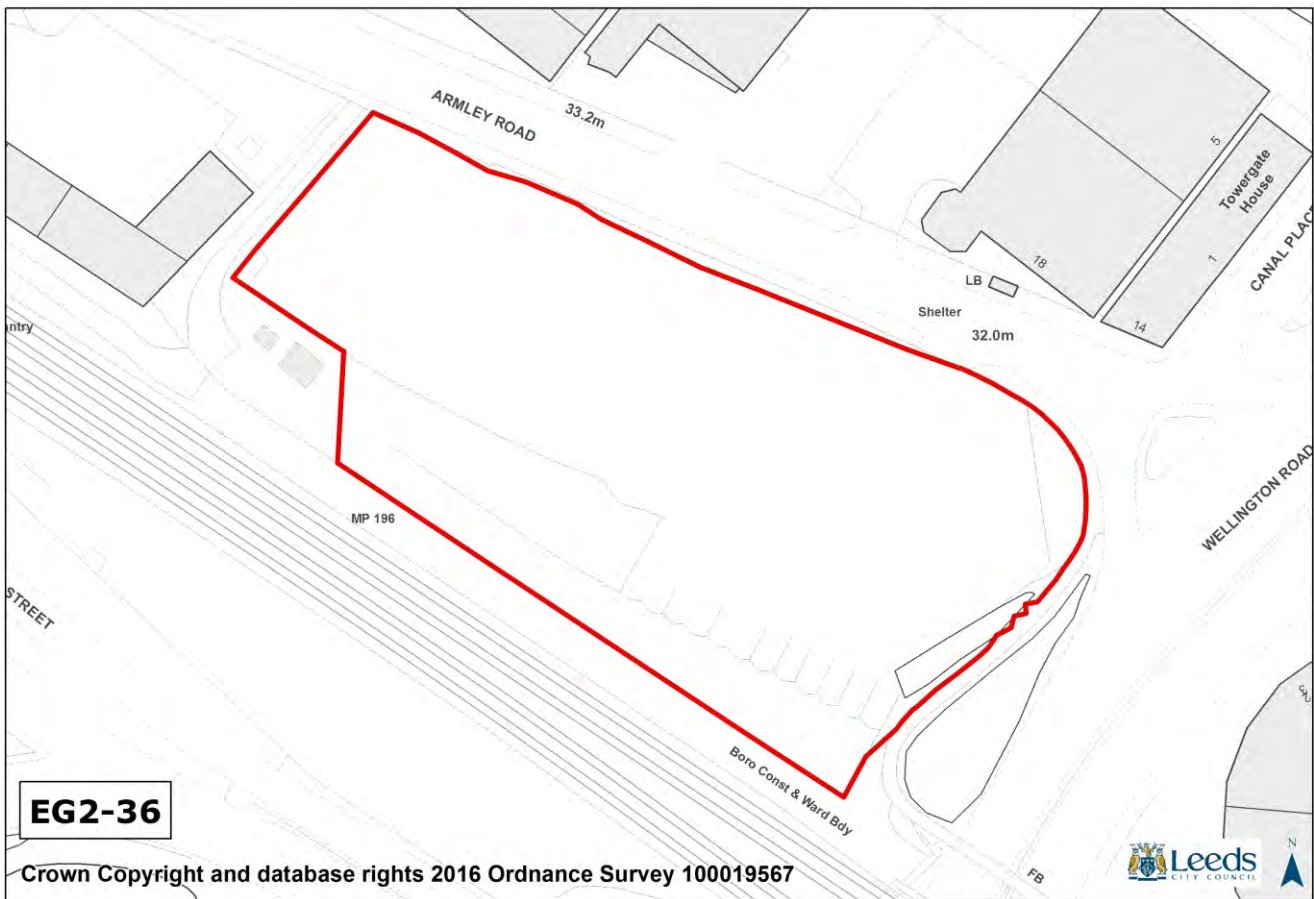 ARMLEY ROAD
33.2m
5
Towergate
House
1
CANAL PLAC
18
LB
Shelter
14
32.0m
ntry
WELLINGTON ROAD
MP 196
STREET
Boro Const & Ward Bdy
FB
EG2-36
Crown Copyright and database rights 2016 Ordnance Survey 100019567
Leeds
CITY COUNCIL
N